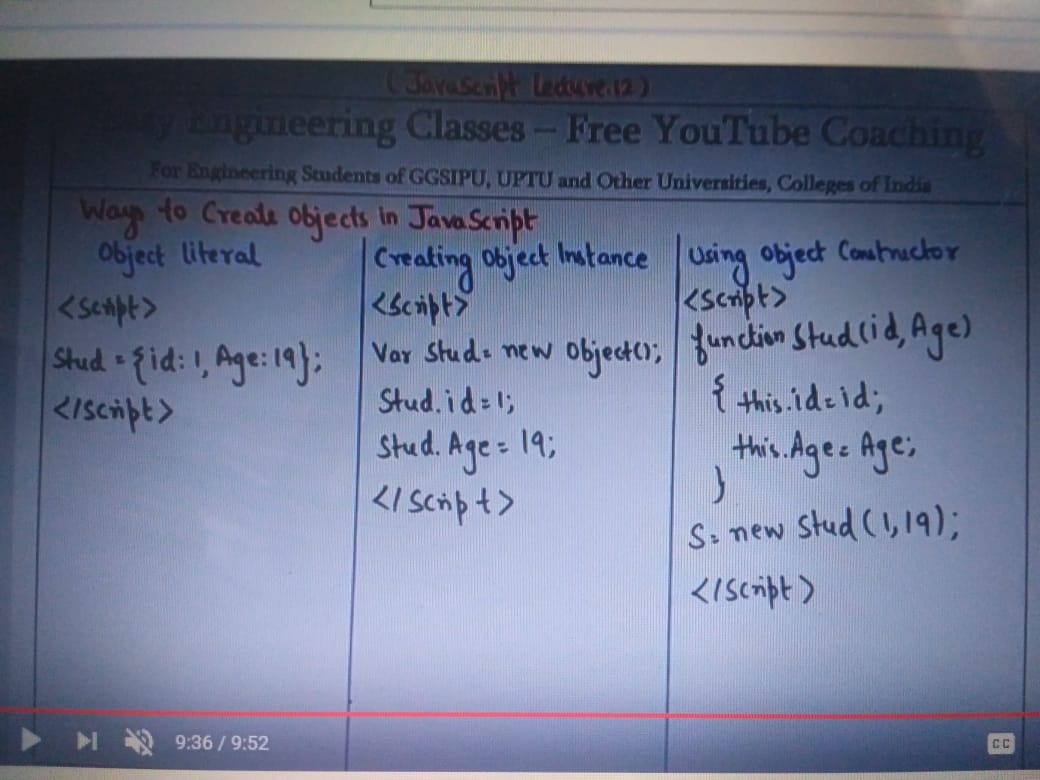 (JavaScript Lecture.12)
Easy Engineering Classes – Free YouTube Coaching
For Engineering Students of GGSIPU, UPTU and Other Universities, Colleges of India
Ways to Create Objects in JavaScript
Object literal
<Script>
Stud = {id: 1, Age: 19};
</Script>
Creating Object Instance
<Script>
Var Stud = new Object();
Stud.id = 1;
Stud.Age = 19;
</Script>
Using Object Constructor
<Script>
function Stud(id, Age)
{ this.id = id;
this.Age = Age;
}
S = new Stud(1, 19);
</Script>
9:36 / 9:52
CC